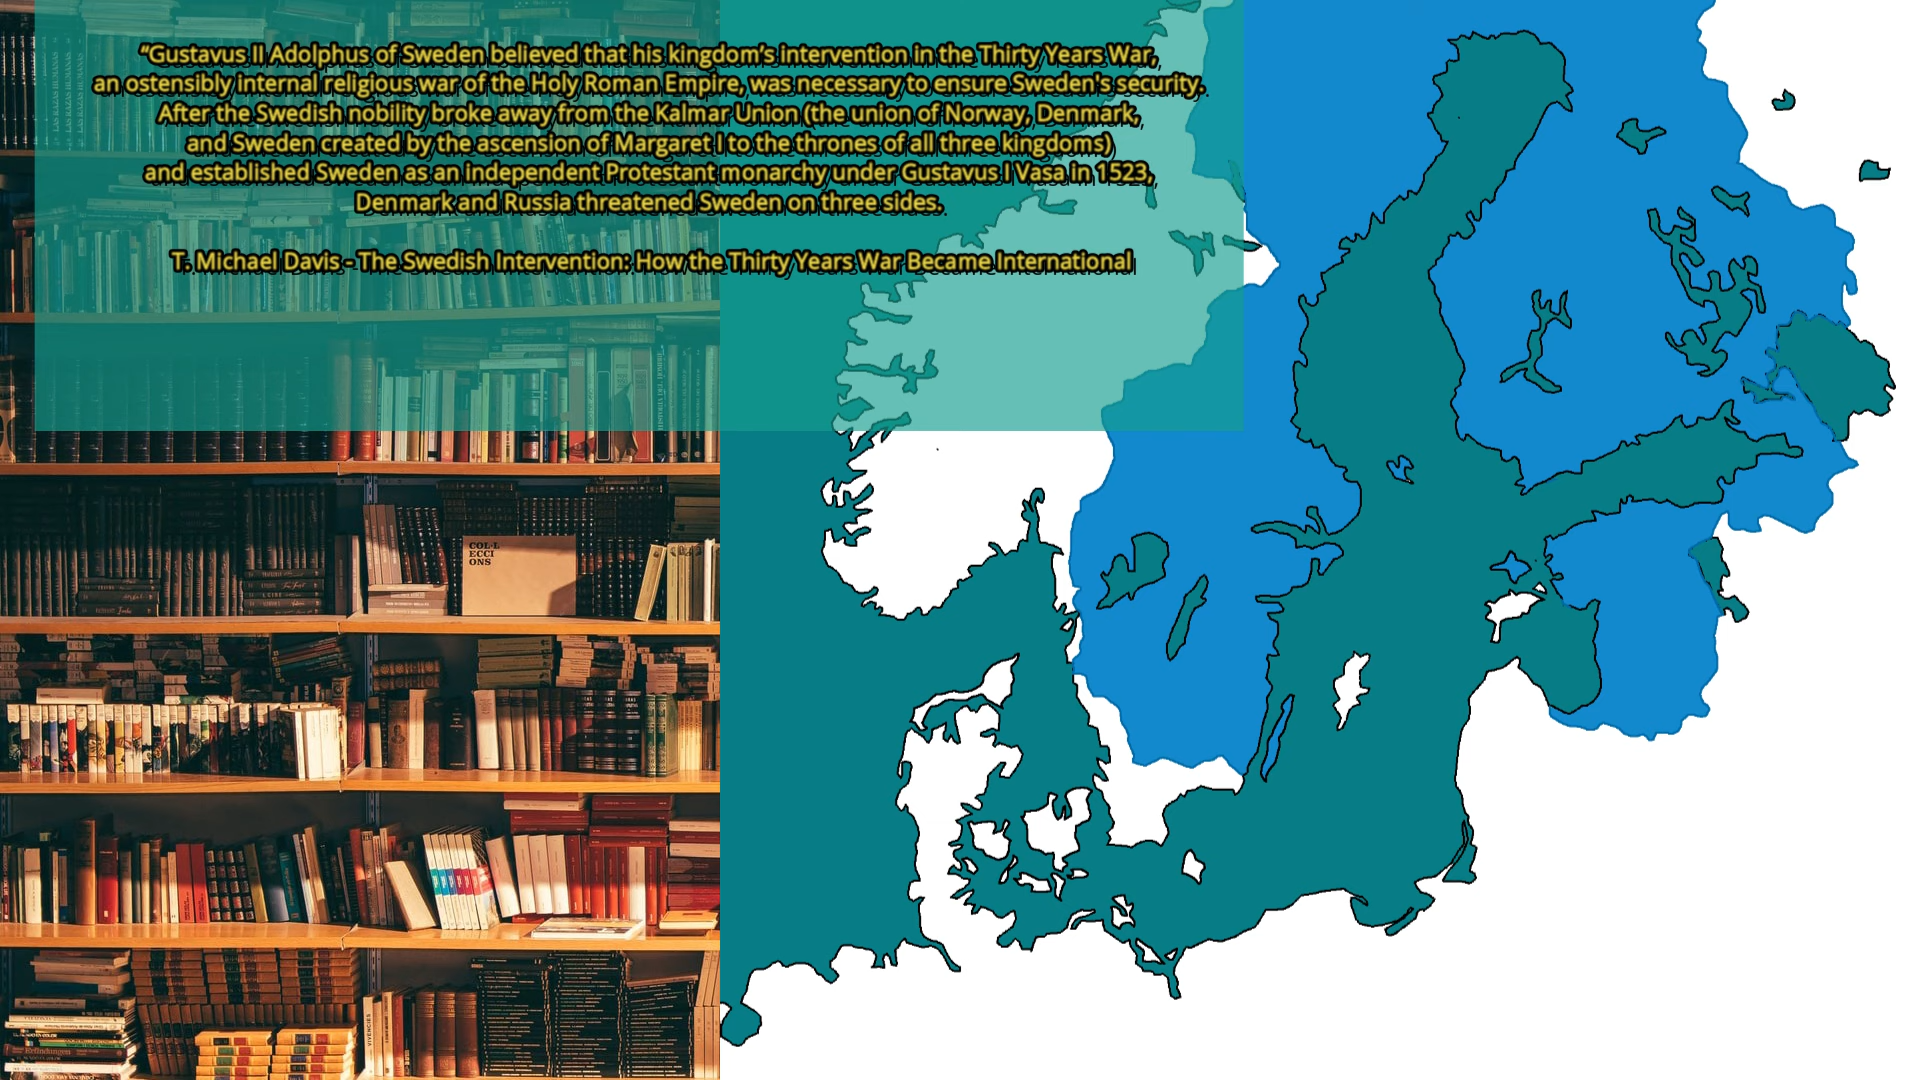 “Gustavus II Adolphus of Sweden believed that his kingdom's intervention in the Thirty Years War,
an ostensibly internal religious war of the Holy Roman Empire, was necessary to ensure Sweden's security.
After the Swedish nobility broke away from the Kalmar Union (the union of Norway, Denmark,
and Sweden created by the ascension of Margaret I to the thrones of all three kingdoms)
and established Sweden as an independent Protestant monarchy under Gustavus I Vasa in 1523,
Denmark and Russia threatened Sweden on three sides.
T. Michael Davis - The Swedish Intervention: How the Thirty Years War Became International
COL·L
ECCI
ONS